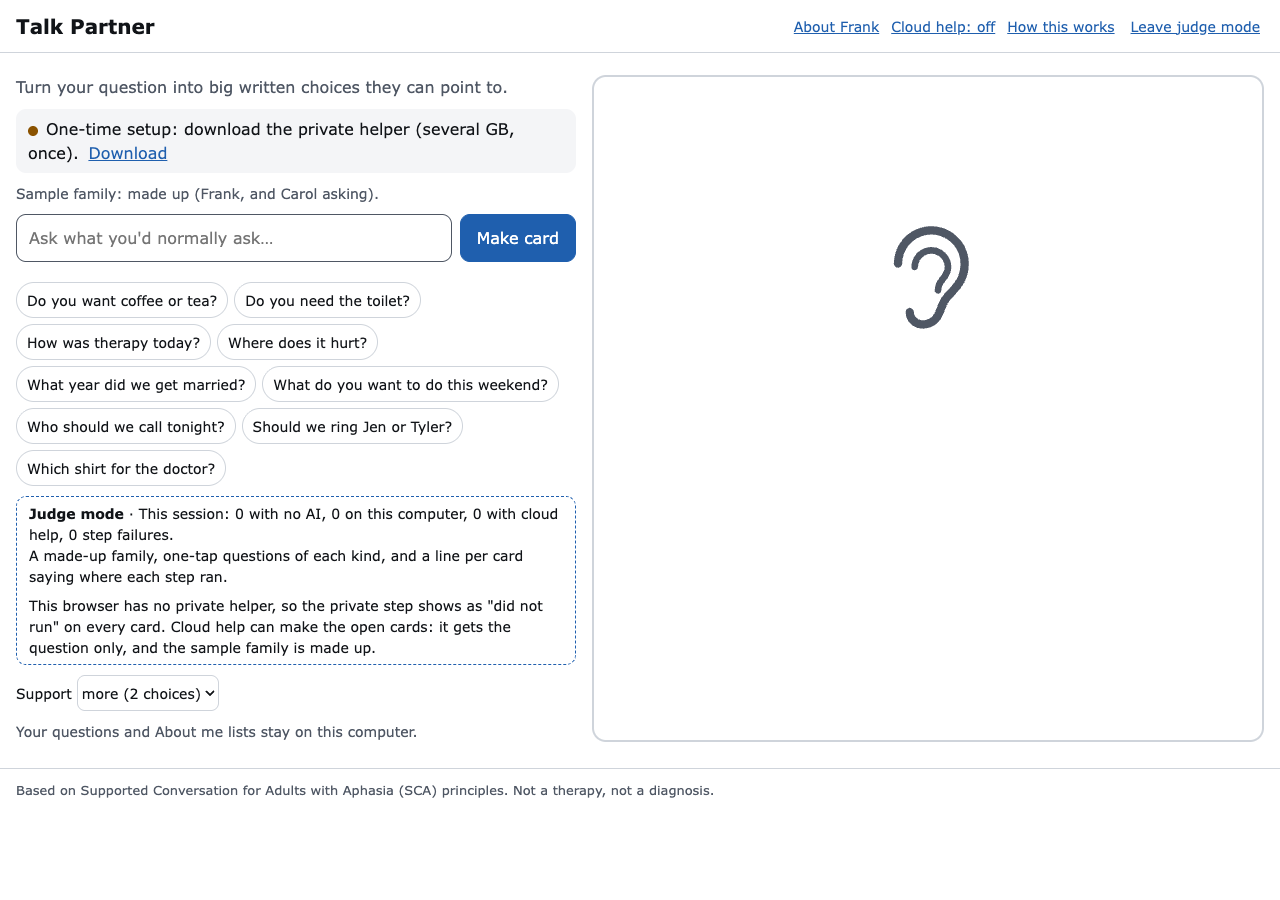 Talk Partner
About Frank Cloud help: off How this works Leave judge mode
Turn your question into big written choices they can point to.
One-time setup: download the private helper (several GB,
once). Download
Sample family: made up (Frank, and Carol asking).
Ask what you'd normally ask...
Make card
Do you want coffee or tea? Do you need the toilet?
How was therapy today? Where does it hurt?
What year did we get married? What do you want to do this weekend?
Who should we call tonight? Should we ring Jen or Tyler?
Which shirt for the doctor?
Judge mode · This session: 0 with no AI, 0 on this computer, 0 with cloud
help, 0 step failures.
A made-up family, one-tap questions of each kind, and a line per card
saying where each step ran.
This browser has no private helper, so the private step shows as "did not
run" on every card. Cloud help can make the open cards: it gets the
question only, and the sample family is made up.
Support more (2 choices)
Your questions and About me lists stay on this computer.
Based on Supported Conversation for Adults with Aphasia (SCA) principles. Not a therapy, not a diagnosis.